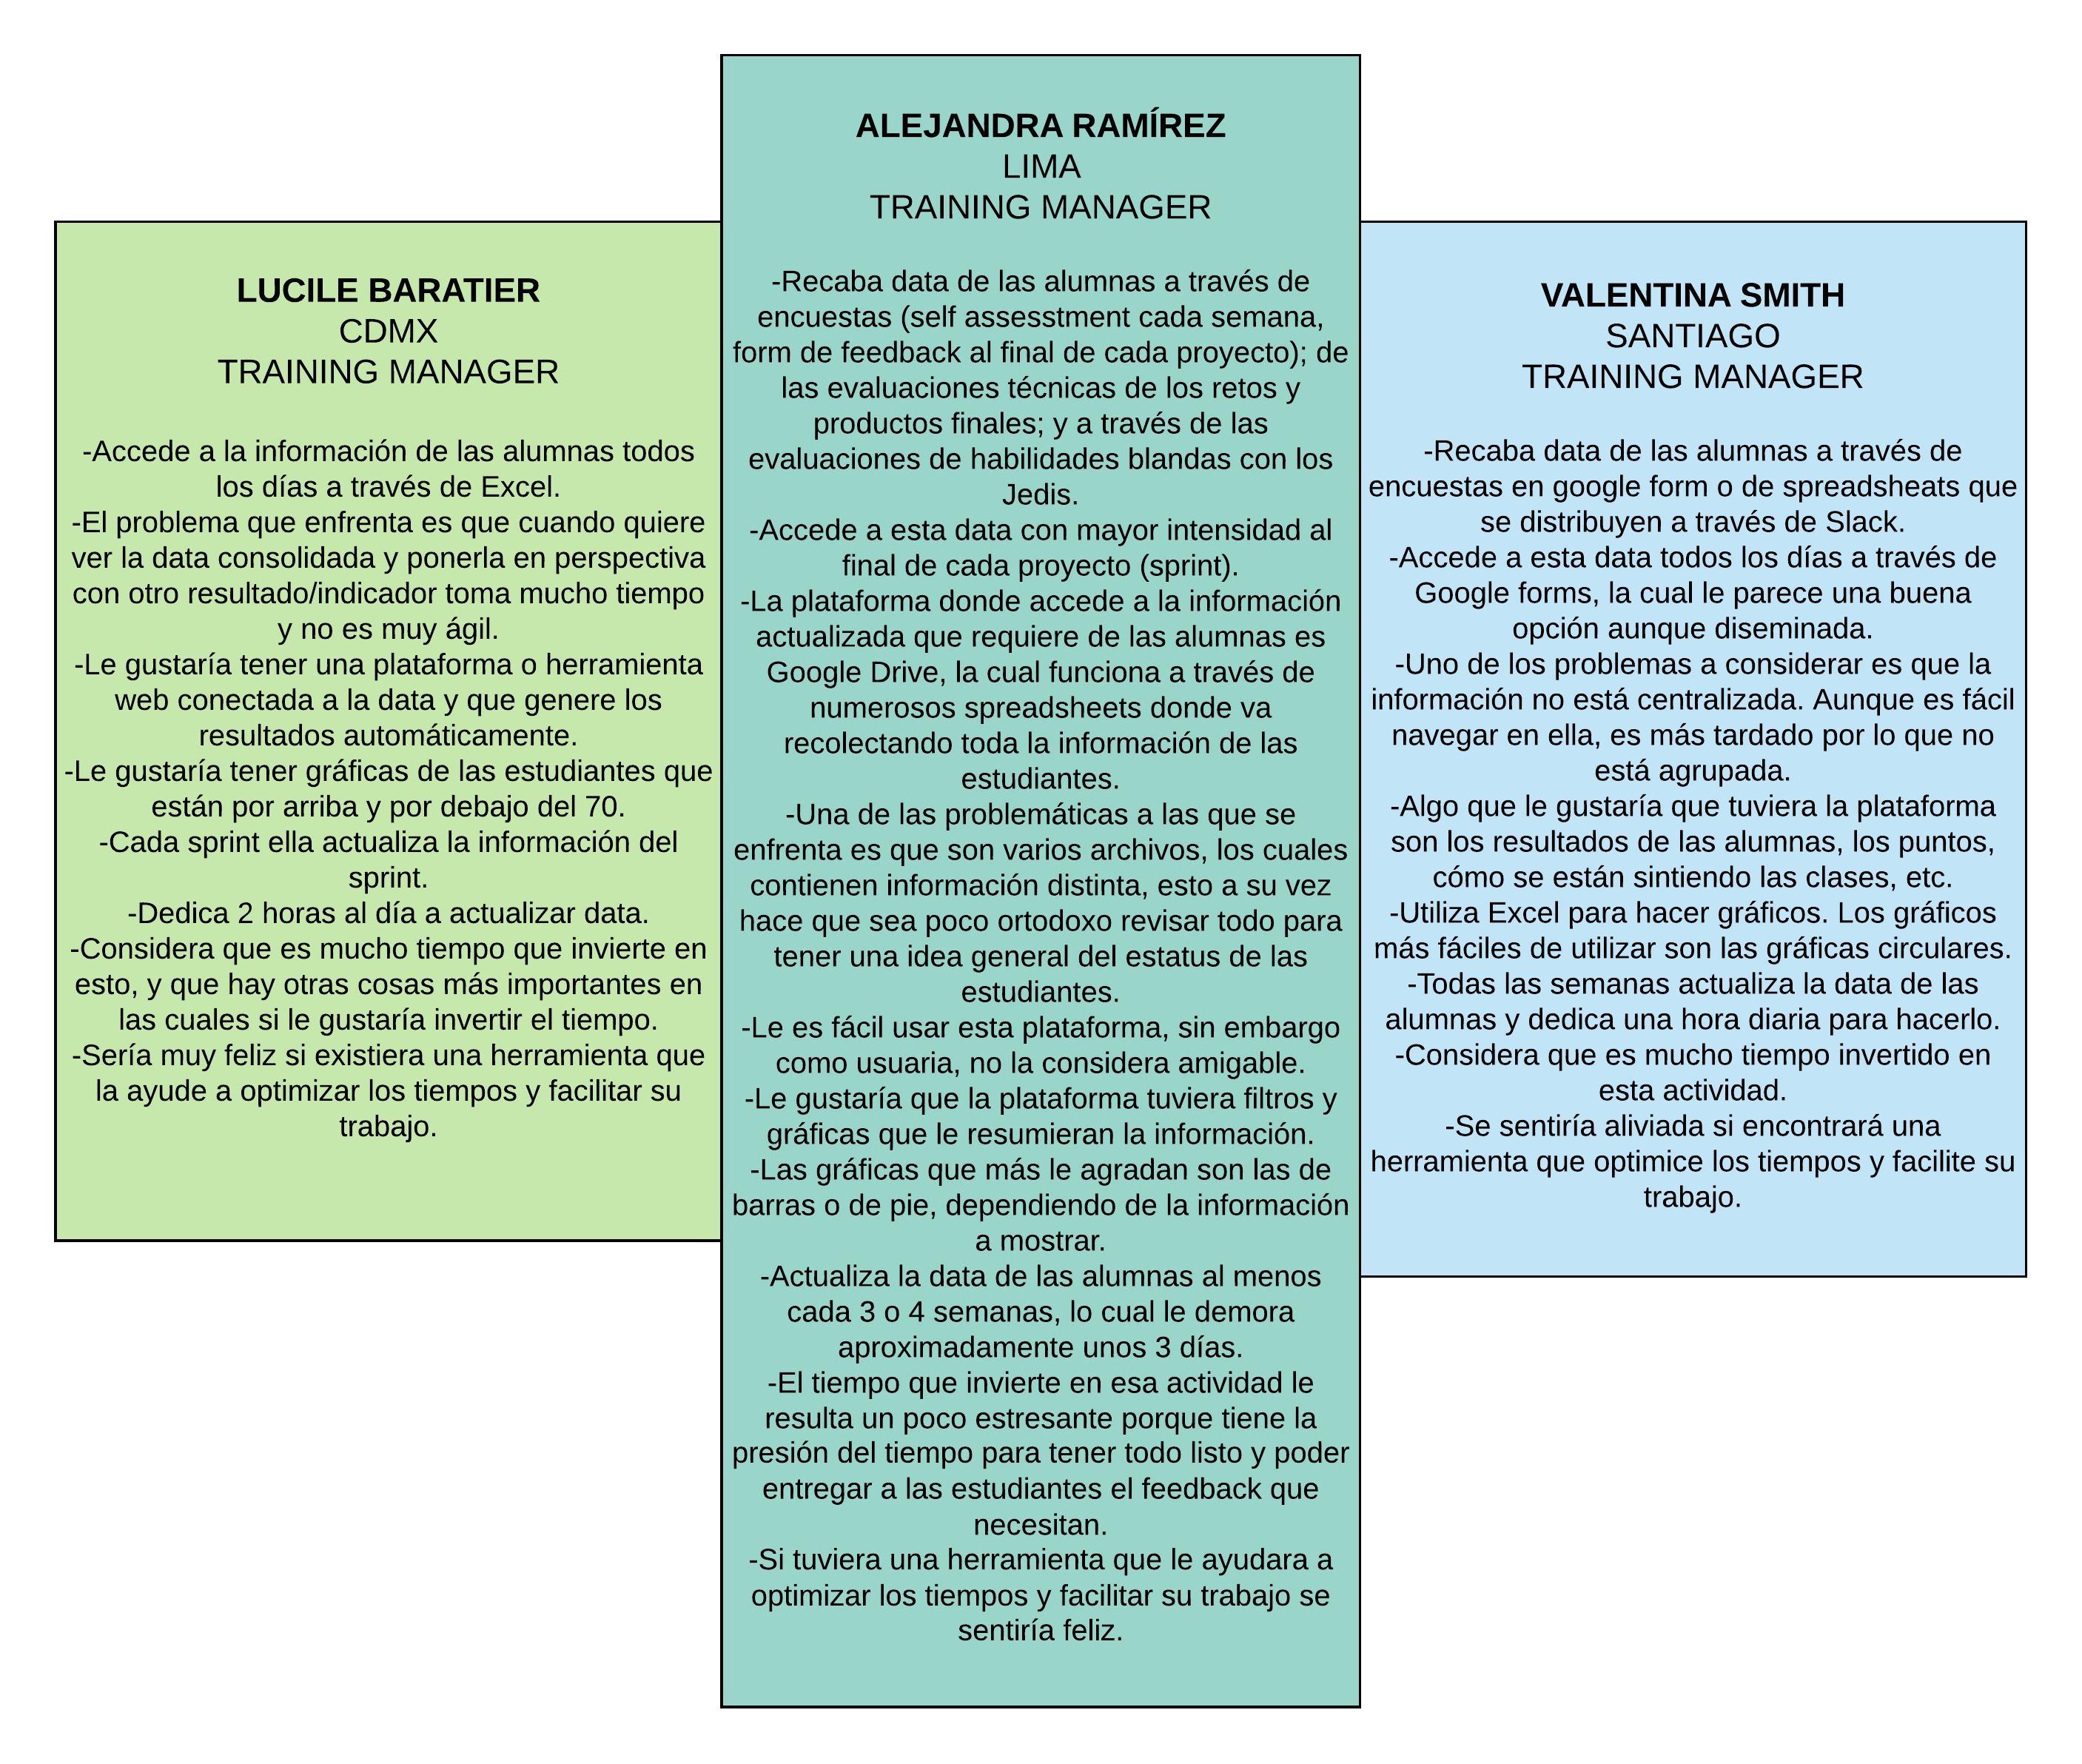 LUCILE BARATIER
CDMX
TRAINING MANAGER
-Accede a la información de las alumnas todos
los días a través de Excel.
-El problema que enfrenta es que cuando quiere
ver la data consolidada y ponerla en perspectiva
con otro resultado/indicador toma mucho tiempo
y no es muy ágil.
-Le gustaría tener una plataforma o herramienta
web conectada a la data y que genere los
resultados automáticamente.
-Le gustaría tener gráficas de las estudiantes que
están por arriba y por debajo del 70.
-Cada sprint ella actualiza la información del
sprint.
-Dedica 2 horas al día a actualizar data.
-Considera que es mucho tiempo que invierte en
esto, y que hay otras cosas más importantes en
las cuales si le gustaría invertir el tiempo.
-Sería muy feliz si existiera una herramienta que
la ayude a optimizar los tiempos y facilitar su
trabajo.
ALEJANDRA RAMÍREZ
LIMA
TRAINING MANAGER
-Recaba data de las alumnas a través de
encuestas (self assesstment cada semana,
form de feedback al final de cada proyecto); de
las evaluaciones técnicas de los retos y
productos finales; y a través de las
evaluaciones de habilidades blandas con los
Jedis.
-Accede a esta data con mayor intensidad al
final de cada proyecto (sprint).
-La plataforma donde accede a la información
actualizada que requiere de las alumnas es
Google Drive, la cual funciona a través de
numerosos spreadsheets donde va
recolectando toda la información de las
estudiantes.
-Una de las problemáticas a las que se
enfrenta es que son varios archivos, los cuales
contienen información distinta, esto a su vez
hace que sea poco ortodoxo revisar todo para
tener una idea general del estatus de las
estudiantes.
-Le es fácil usar esta plataforma, sin embargo
como usuaria, no la considera amigable.
-Le gustaría que la plataforma tuviera filtros y
gráficas que le resumieran la información.
-Las gráficas que más le agradan son las de
barras o de pie, dependiendo de la información
a mostrar.
-Actualiza la data de las alumnas al menos
cada 3 o 4 semanas, lo cual le demora
aproximadamente unos 3 días.
-El tiempo que invierte en esa actividad le
resulta un poco estresante porque tiene la
presión del tiempo para tener todo listo y poder
entregar a las estudiantes el feedback que
necesitan.
-Si tuviera una herramienta que le ayudara a
optimizar los tiempos y facilitar su trabajo se
sentiría feliz.
VALENTINA SMITH
SANTIAGO
TRAINING MANAGER
-Recaba data de las alumnas a través de
encuestas en google form o de spreadsheats que
se distribuyen a través de Slack.
-Accede a esta data todos los días a través de
Google forms, la cual le parece una buena
opción aunque diseminada.
-Uno de los problemas a considerar es que la
información no está centralizada. Aunque es fácil
navegar en ella, es más tardado por lo que no
está agrupada.
-Algo que le gustaría que tuviera la plataforma
son los resultados de las alumnas, los puntos,
cómo se están sintiendo las clases, etc.
-Utiliza Excel para hacer gráficos. Los gráficos
más fáciles de utilizar son las gráficas circulares.
-Todas las semanas actualiza la data de las
alumnas y dedica una hora diaria para hacerlo.
-Considera que es mucho tiempo invertido en
esta actividad.
-Se sentiría aliviada si encontrará una
herramienta que optimice los tiempos y facilite su
trabajo.